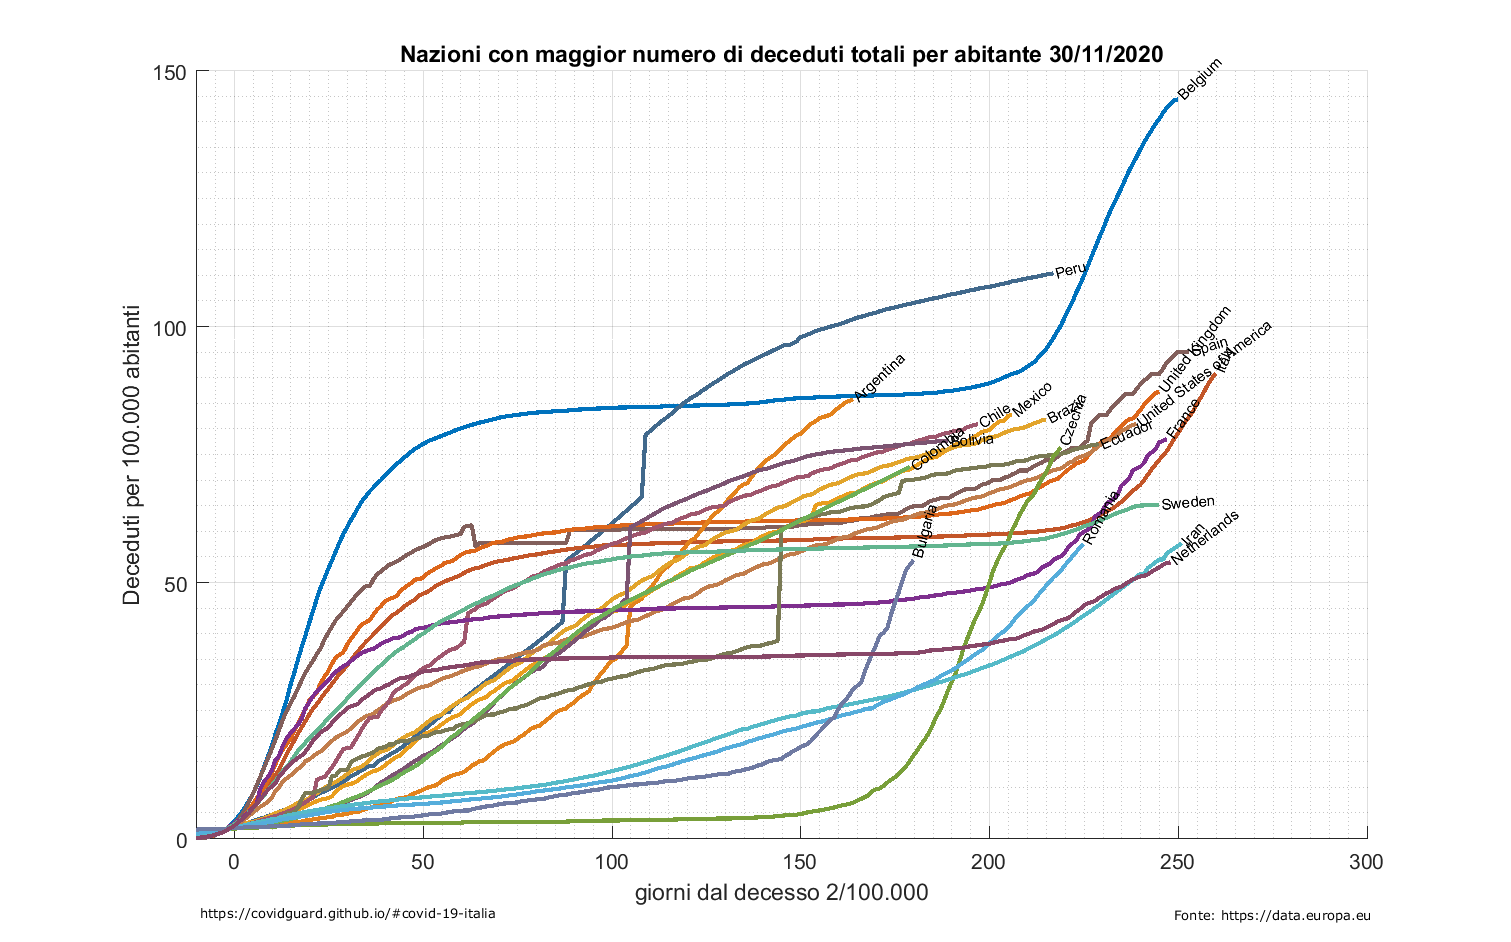 Nazioni con maggior numero di deceduti totali per abitante 30/11/2020
150
100
50
0
Deceduti per 100.000 abitanti
Belgium
Peru
Argentina
United Kingdom
Spain
United States of America
Italy
Chile
Mexico
Brazil
Czechia
Bolivia
Colombia
Ecuador
France
Sweden
Romania
Bulgaria
Iran
Netherlands
0
50
100
150
200
250
300
giorni dal decesso 2/100.000
https://covidguard.github.io/#covid-19-italia
Fonte: https://data.europa.eu